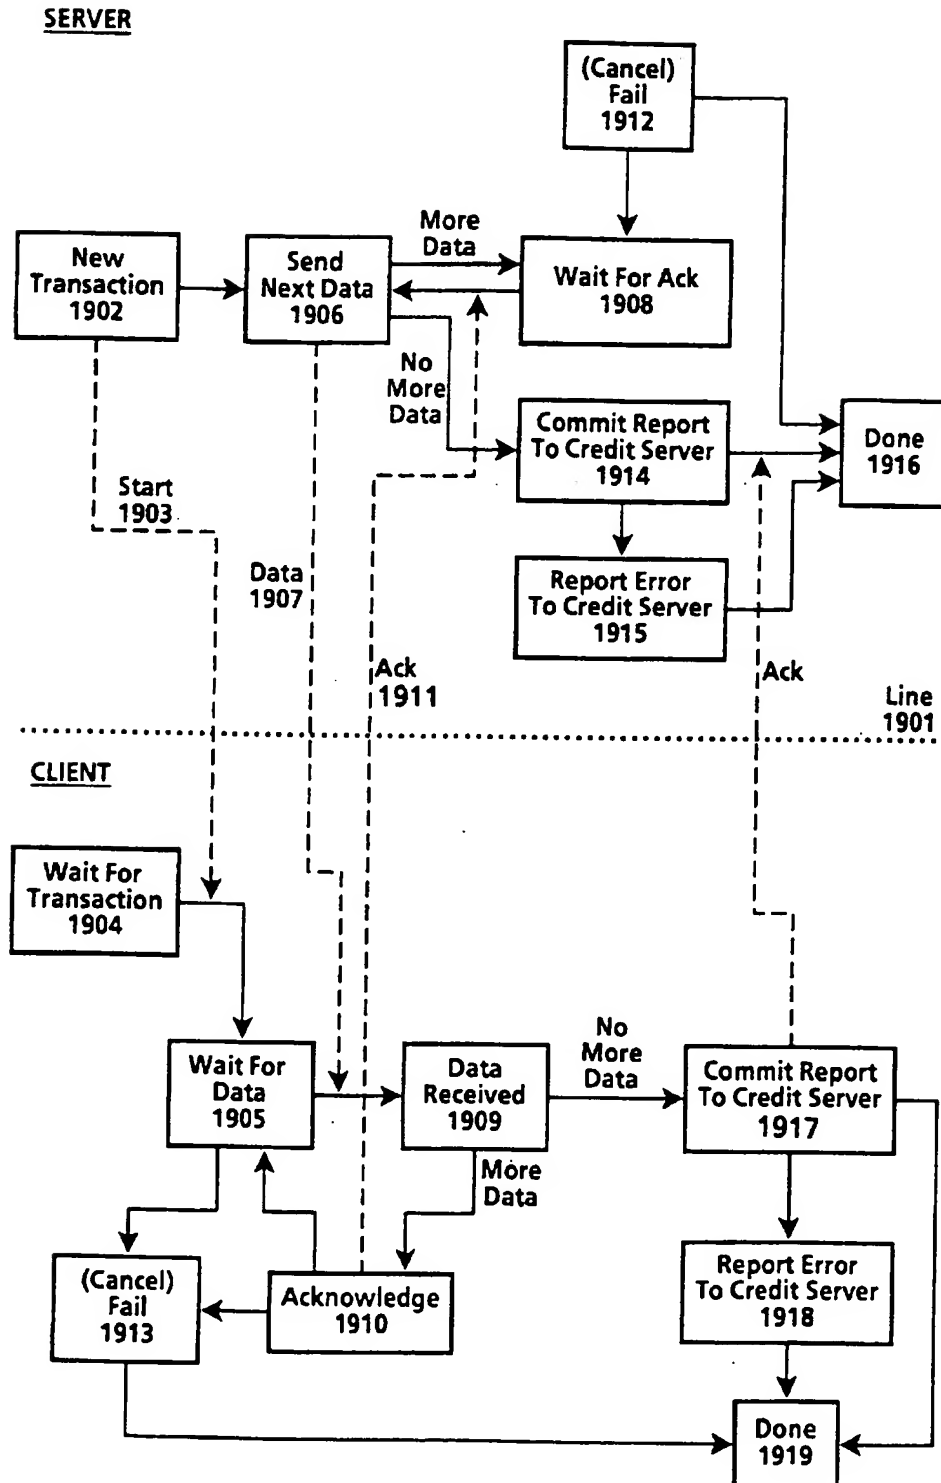 SERVER
(Cancel)
Fail
1912
New
Transaction
1902
Send
Next Data
1906
More
Data
Wait For Ack
1908
No
More
Data
Commit Report
To Credit Server
1914
Done
1916
Start
1903
Data
1907
Report Error
To Credit Server
1915
Ack
1911
Ack
Line
1901
CLIENT
Wait For
Transaction
1904
Wait For
Data
1905
Data
Received
1909
No
More
Data
Commit Report
To Credit Server
1917
More
Data
(Cancel)
Fail
1913
Acknowledge
1910
Report Error
To Credit Server
1918
Done
1919